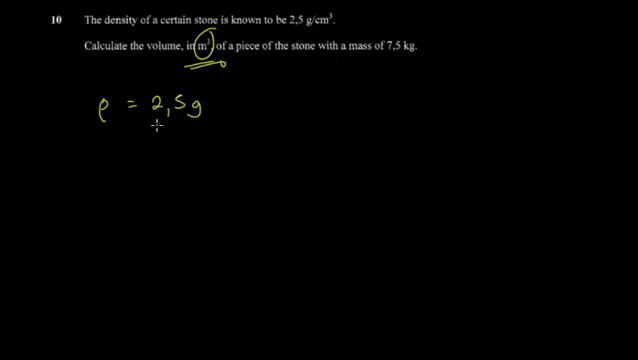 10 The density of a certain stone is known to be 2,5 g/cm³.
Calculate the volume, in m³, of a piece of the stone with a mass of 7,5 kg.
ρ = 2,5g